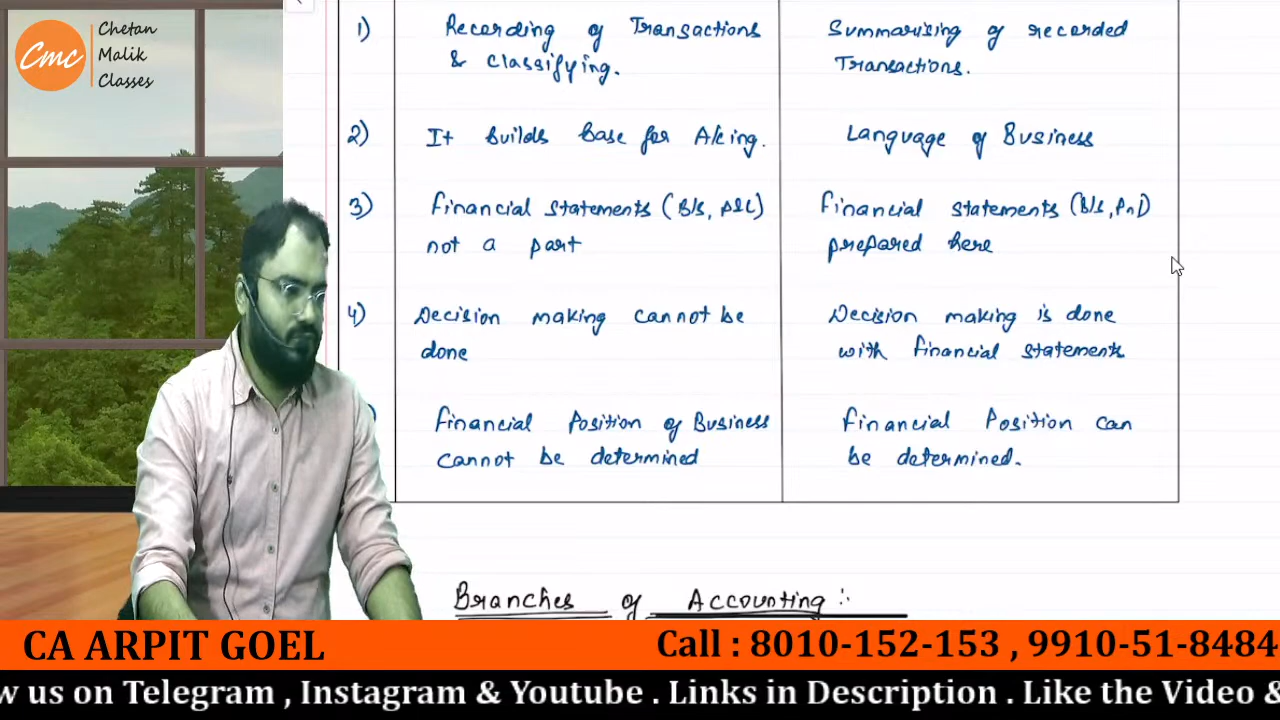 Chetan
Malik
Classes
CMC
1) Recording of Transactions
& classifying.
Summarising of recorded
Transactions.
2) It builds base for A/cing.
Language of Business
3) Financial statements (B/S, P&L)
not a part
Financial statements (B/S, PnL)
prepared here
4) Decision making cannot be
done
Decision making is done
with financial statements
) Financial Position of Business
cannot be determined
Financial Position can
be determined.
Branches of Accounting :-
CA ARPIT GOEL
Call : 8010-152-153 , 9910-51-8484
w us on Telegram , Instagram & Youtube . Links in Description . Like the Video &